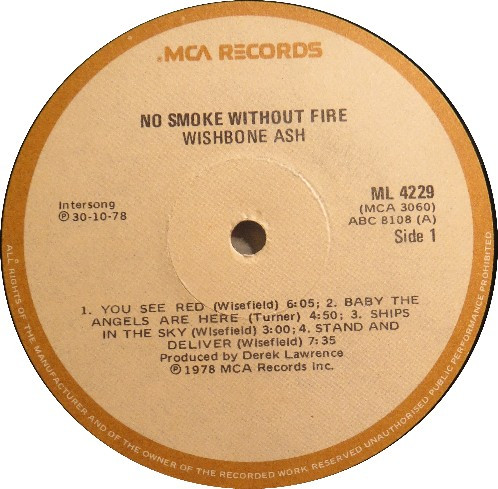 MCA RECORDS
NO SMOKE WITHOUT FIRE
WISHBONE ASH
Intersong
℗ 30-10-78
ML 4229
(MCA 3060)
ABC 8108 (A)
Side 1
1. YOU SEE RED (Wisefield) 6:05; 2. BABY THE
ANGELS ARE HERE (Turner) 4:50; 3. SHIPS
IN THE SKY (Wisefield) 3:00; 4. STAND AND
DELIVER (Wisefield) 7:35
Produced by Derek Lawrence
℗ 1978 MCA Records Inc.
ALL RIGHTS OF THE MANUFACTURER AND OF THE OWNER OF THE RECORDED WORK RESERVED UNAUTHORISED PUBLIC PERFORMANCE PROHIBITED